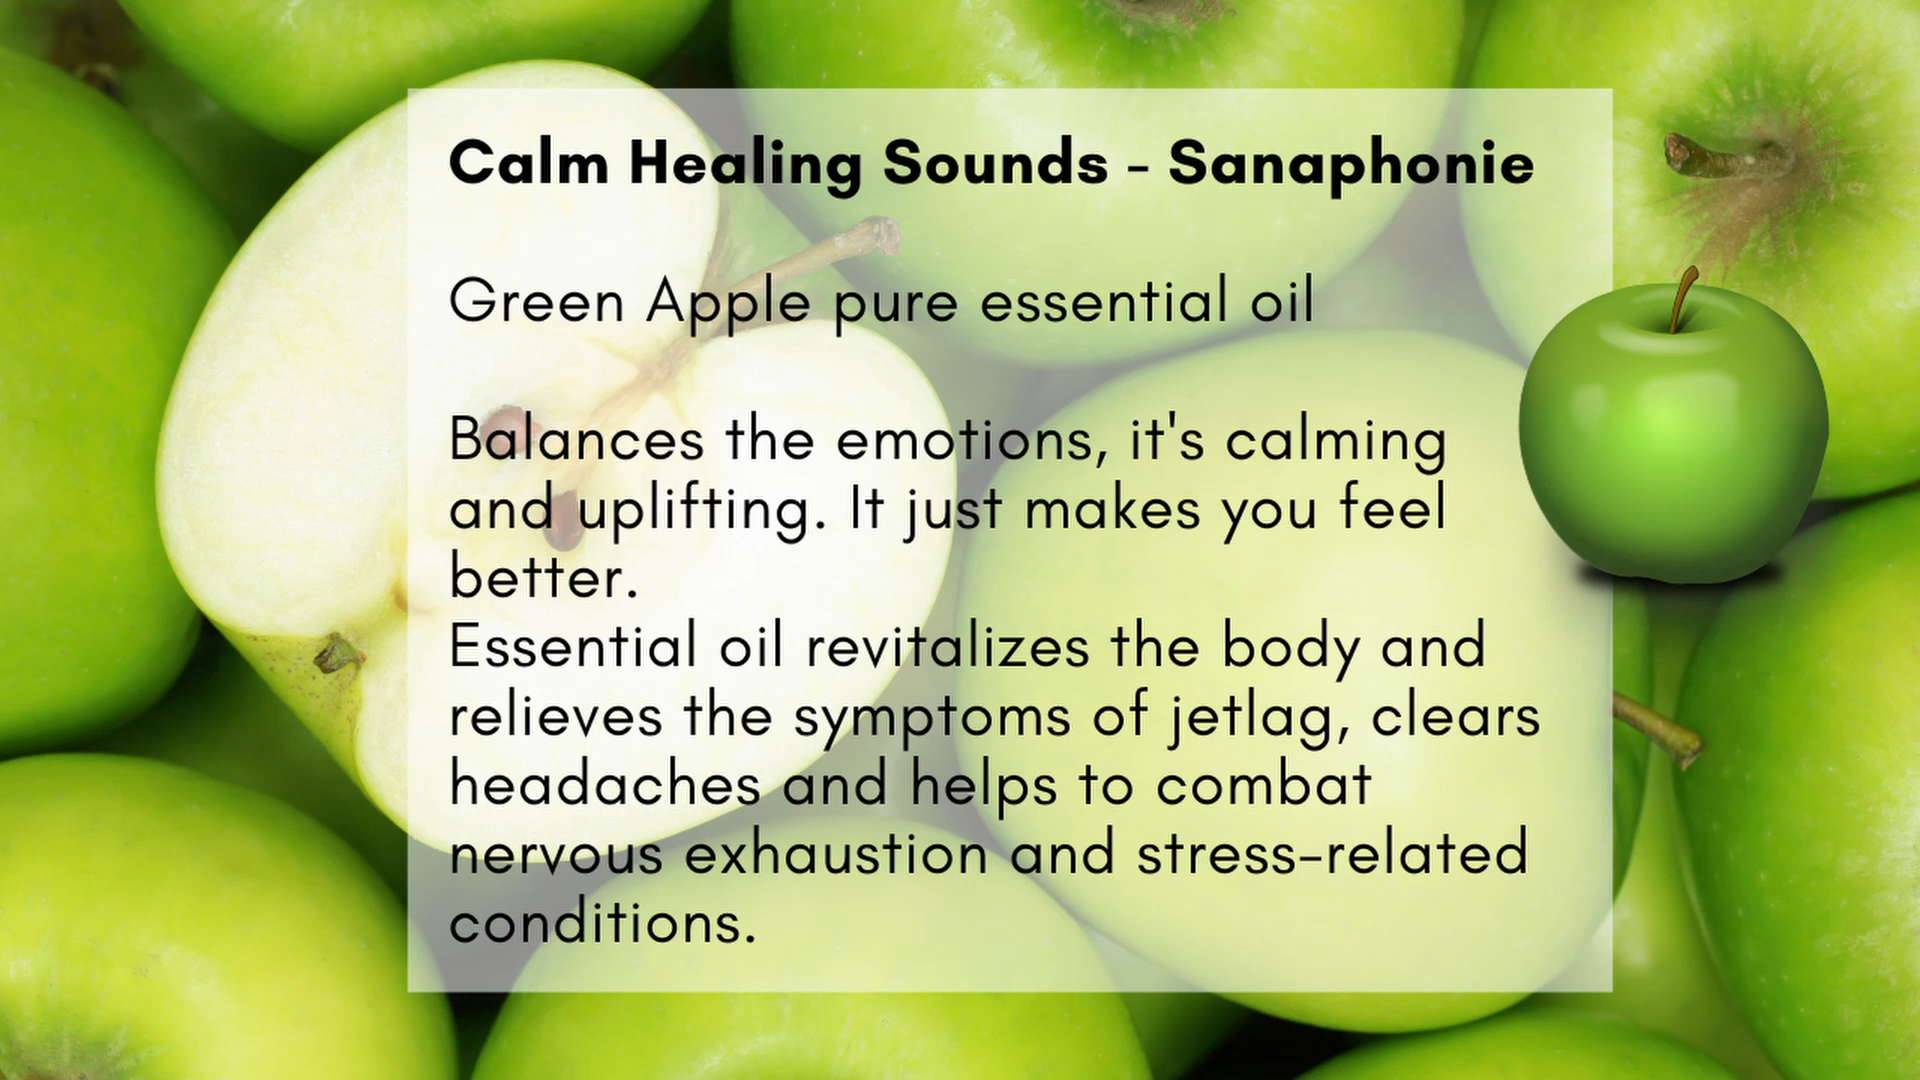 Calm Healing Sounds - Sanaphonie
Green Apple pure essential oil
Balances the emotions, it's calming
and uplifting. It just makes you feel
better.
Essential oil revitalizes the body and
relieves the symptoms of jetlag, clears
headaches and helps to combat
nervous exhaustion and stress-related
conditions.